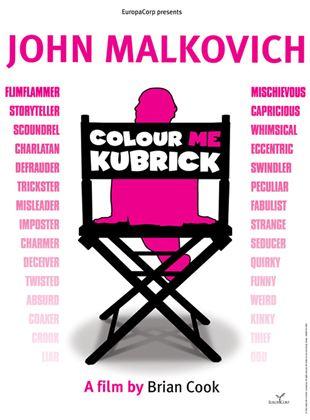 EuropaCorp presents
JOHN MALKOVICH
FLIMFLAMMER
STORYTELLER
SCOUNDREL
CHARLATAN
DEFRAUDER
TRICKSTER
MISLEADER
IMPOSTER
CHARMER
DECEIVER
TWISTED
ABSURD
COAXER
CROOK
LIAR
COLOUR ME
KUBRICK
MISCHIEVOUS
CAPRICIOUS
WHIMSICAL
ECCENTRIC
SWINDLER
PECULIAR
FABULIST
STRANGE
SEDUCER
QUIRKY
FUNNY
WEIRD
KINKY
THIEF
ODD
A film by Brian Cook
EUROPACORP